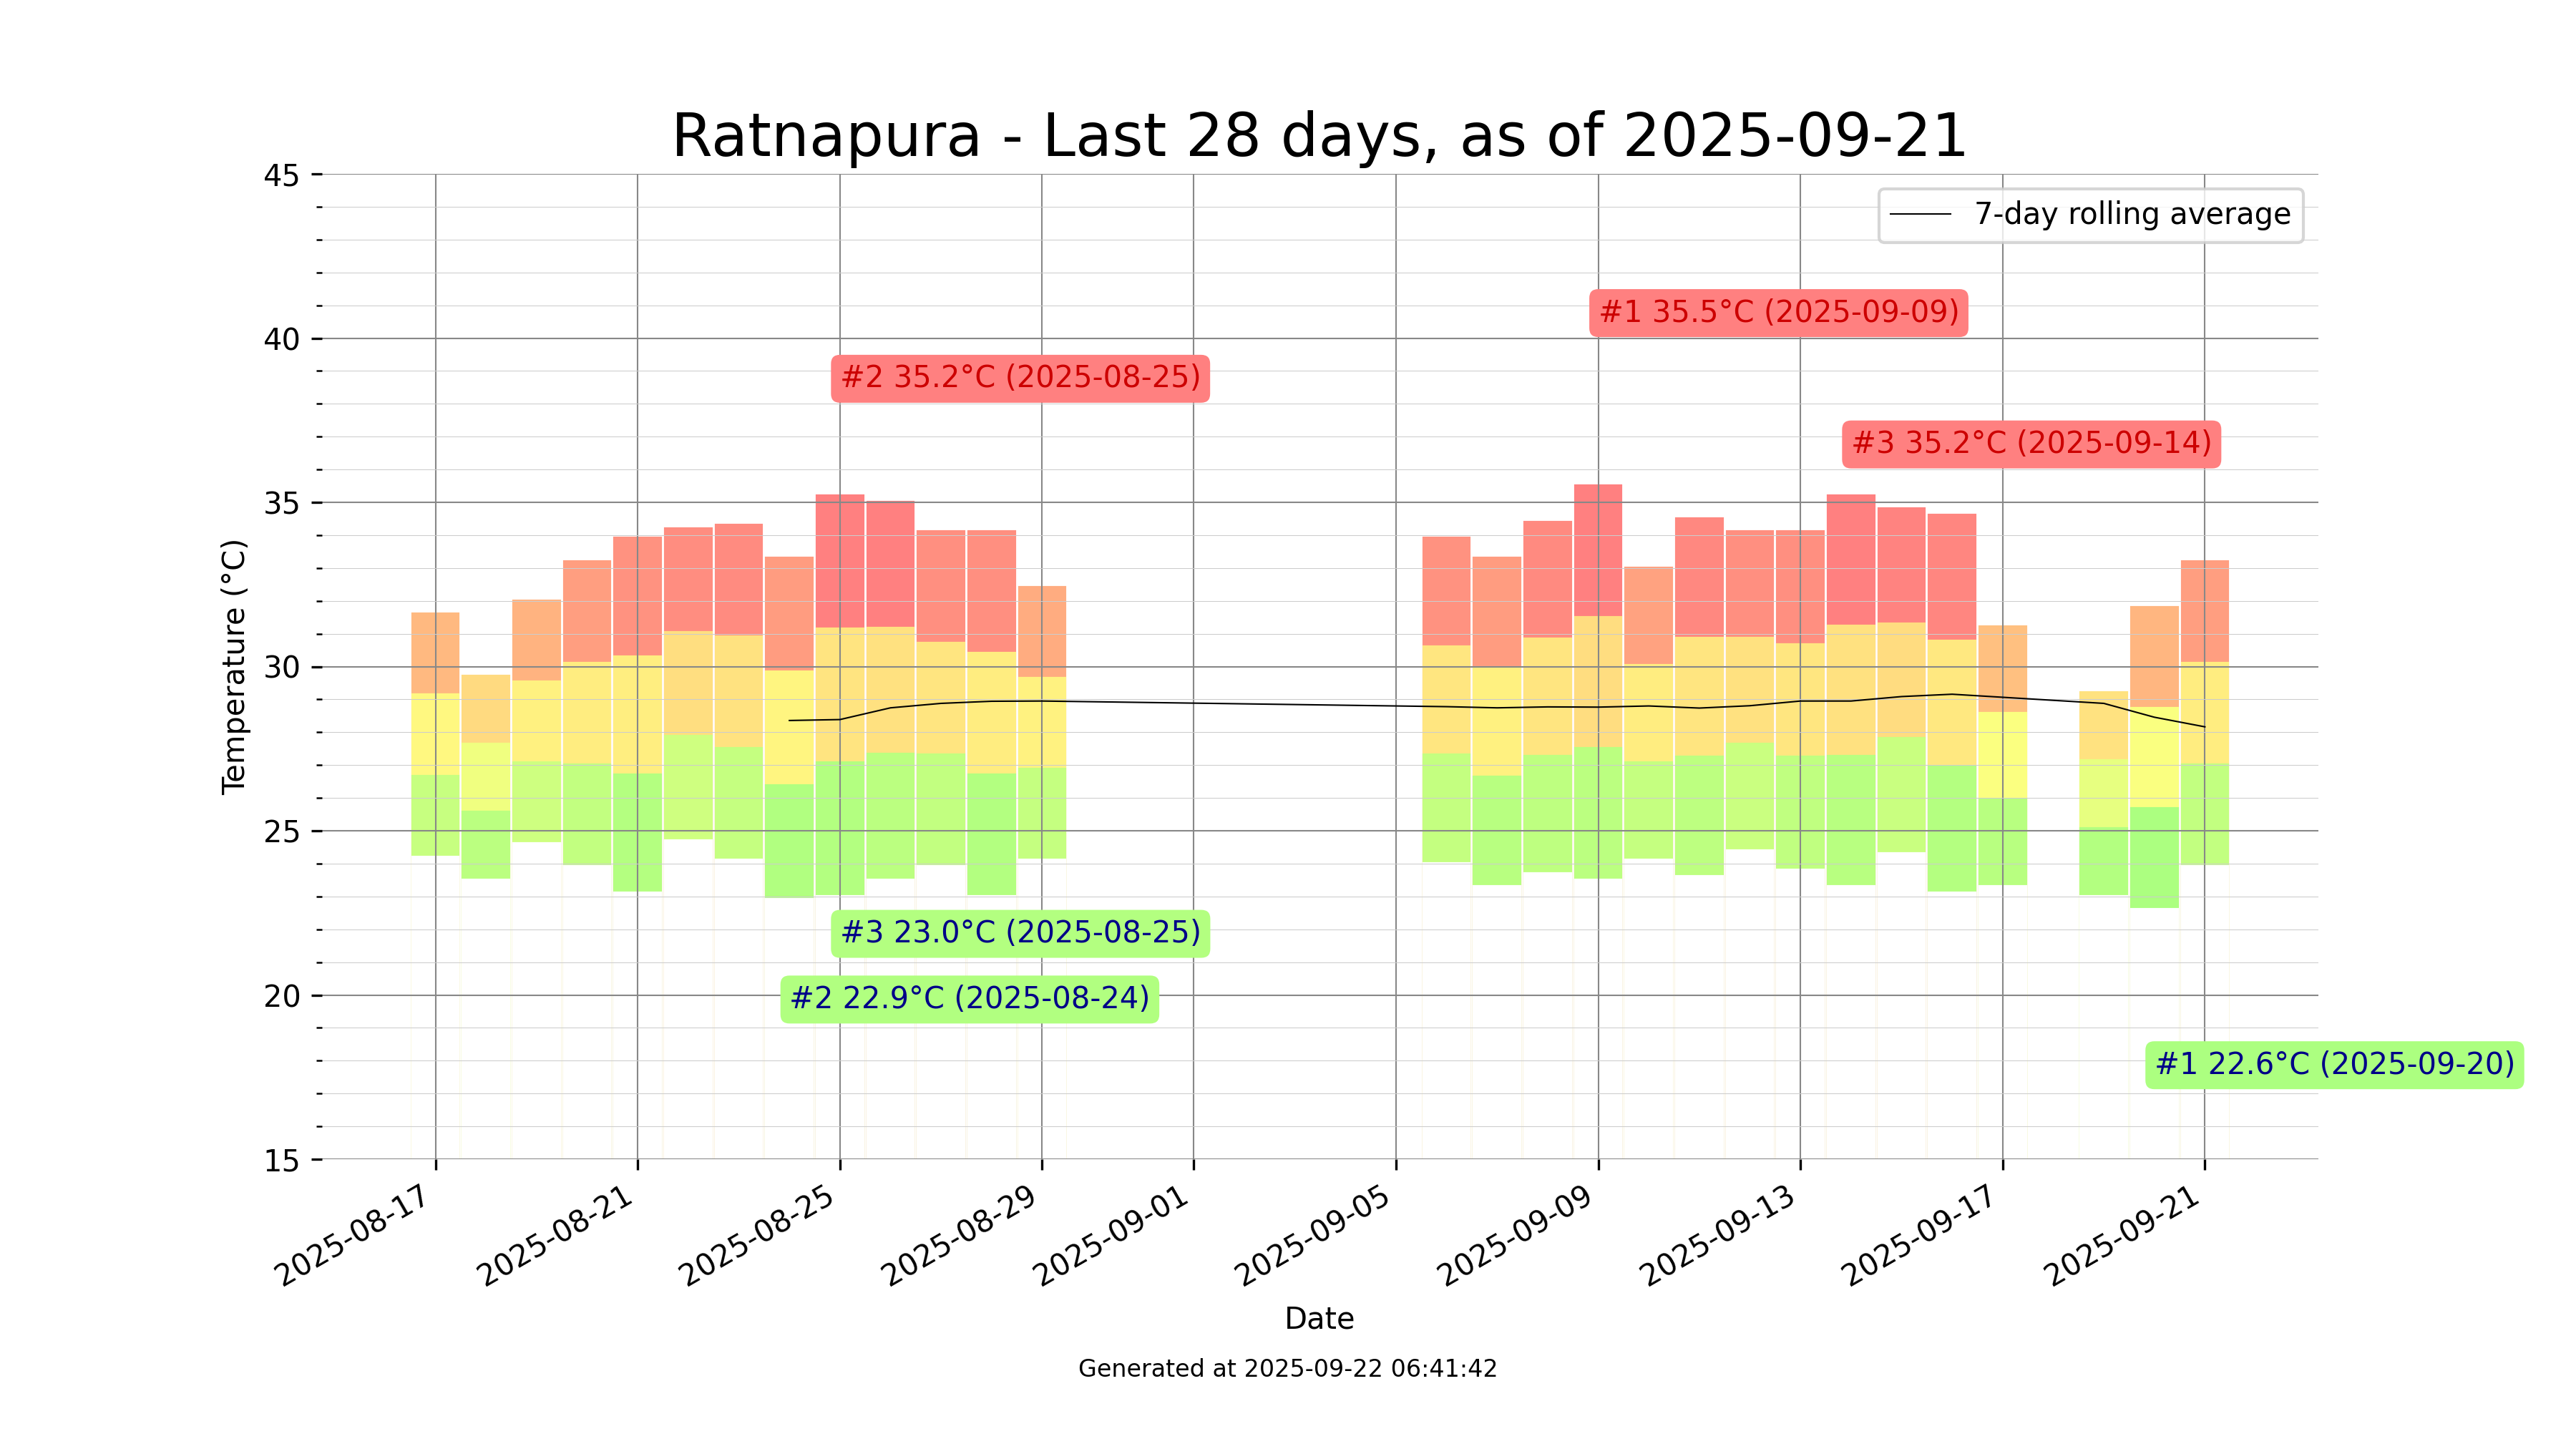 Ratnapura - Last 28 days, as of 2025-09-21
45
40
35
30
25
20
15
Temperature (°C)
7-day rolling average
#1 35.5°C (2025-09-09)
#2 35.2°C (2025-08-25)
#3 35.2°C (2025-09-14)
#3 23.0°C (2025-08-25)
#2 22.9°C (2025-08-24)
#1 22.6°C (2025-09-20)
2025-08-17
2025-08-21
2025-08-25
2025-08-29
2025-09-01
2025-09-05
2025-09-09
2025-09-13
2025-09-17
2025-09-21
Date
Generated at 2025-09-22 06:41:42